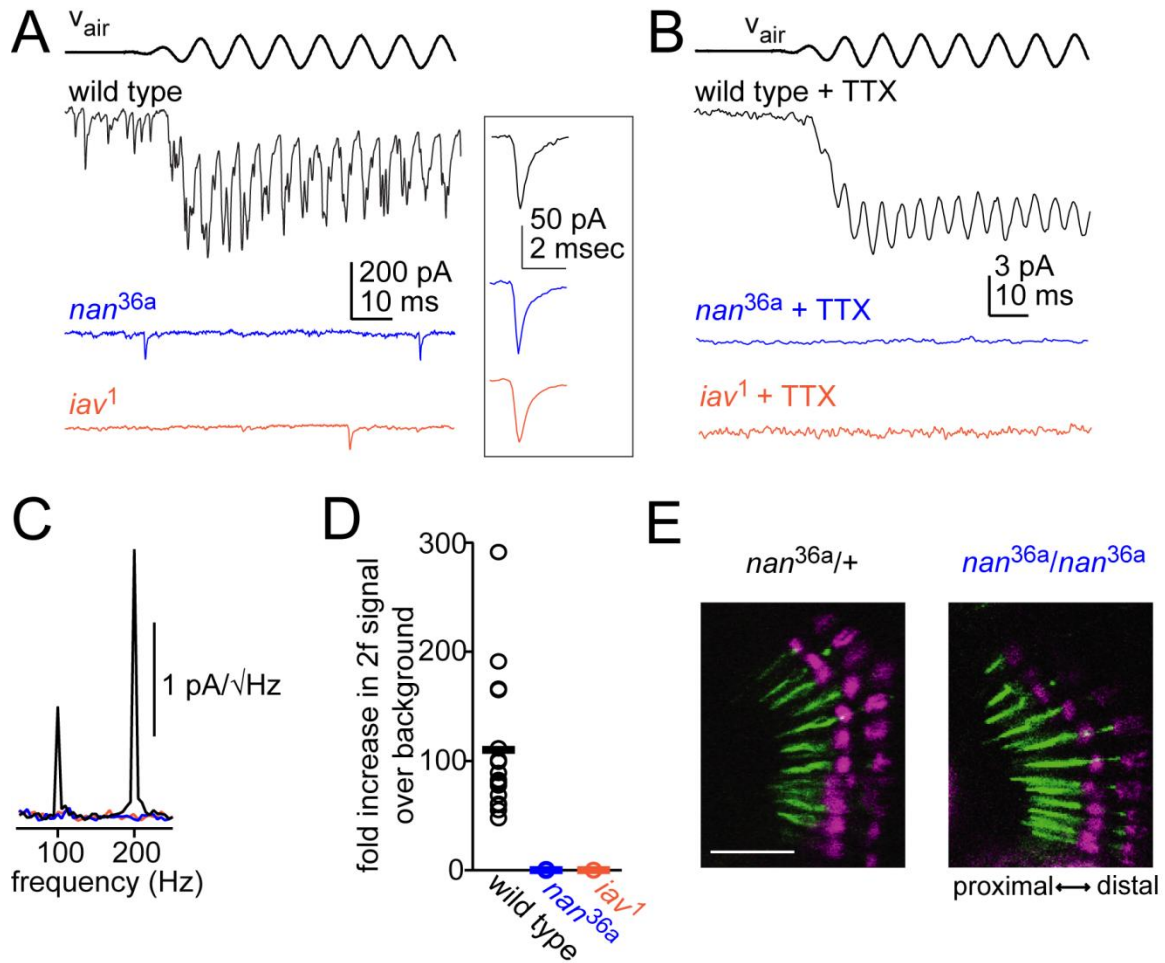 A
v_air
wild type
200 pA
10 ms
nan^36a
iav^1
50 pA
2 msec
B
v_air
wild type + TTX
3 pA
10 ms
nan^36a + TTX
iav^1 + TTX
C
1 pA/√Hz
100
200
frequency (Hz)
D
fold increase in 2f signal
over background
300
200
100
0
wild type
nan^36a
iav^1
E
nan^36a/+
nan^36a/nan^36a
proximal ↔ distal